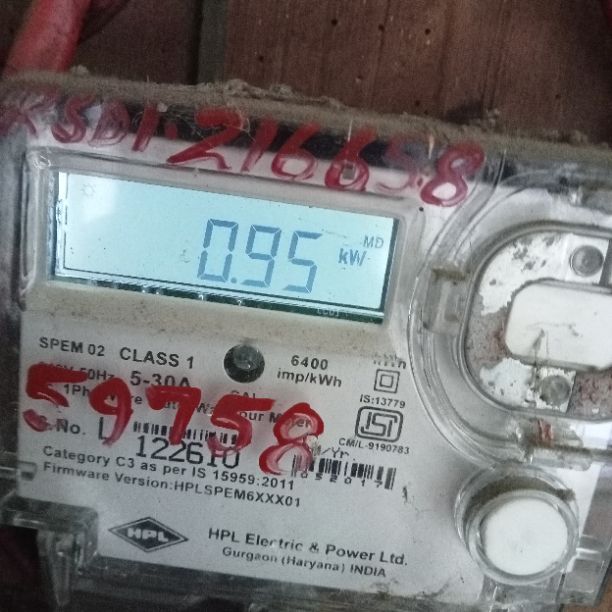 KSD1.216658
MD
0.95 kW
SPEM 02 CLASS 1
6400
imp/kWh
5-30A
IS:13779
59758
CM/L-9190783
122610
Category C3 as per IS 15959:2011
Firmware Version:HPLSPEM6XXX01
HPL
HPL Electric & Power Ltd.
Gurgaon (Haryana) INDIA